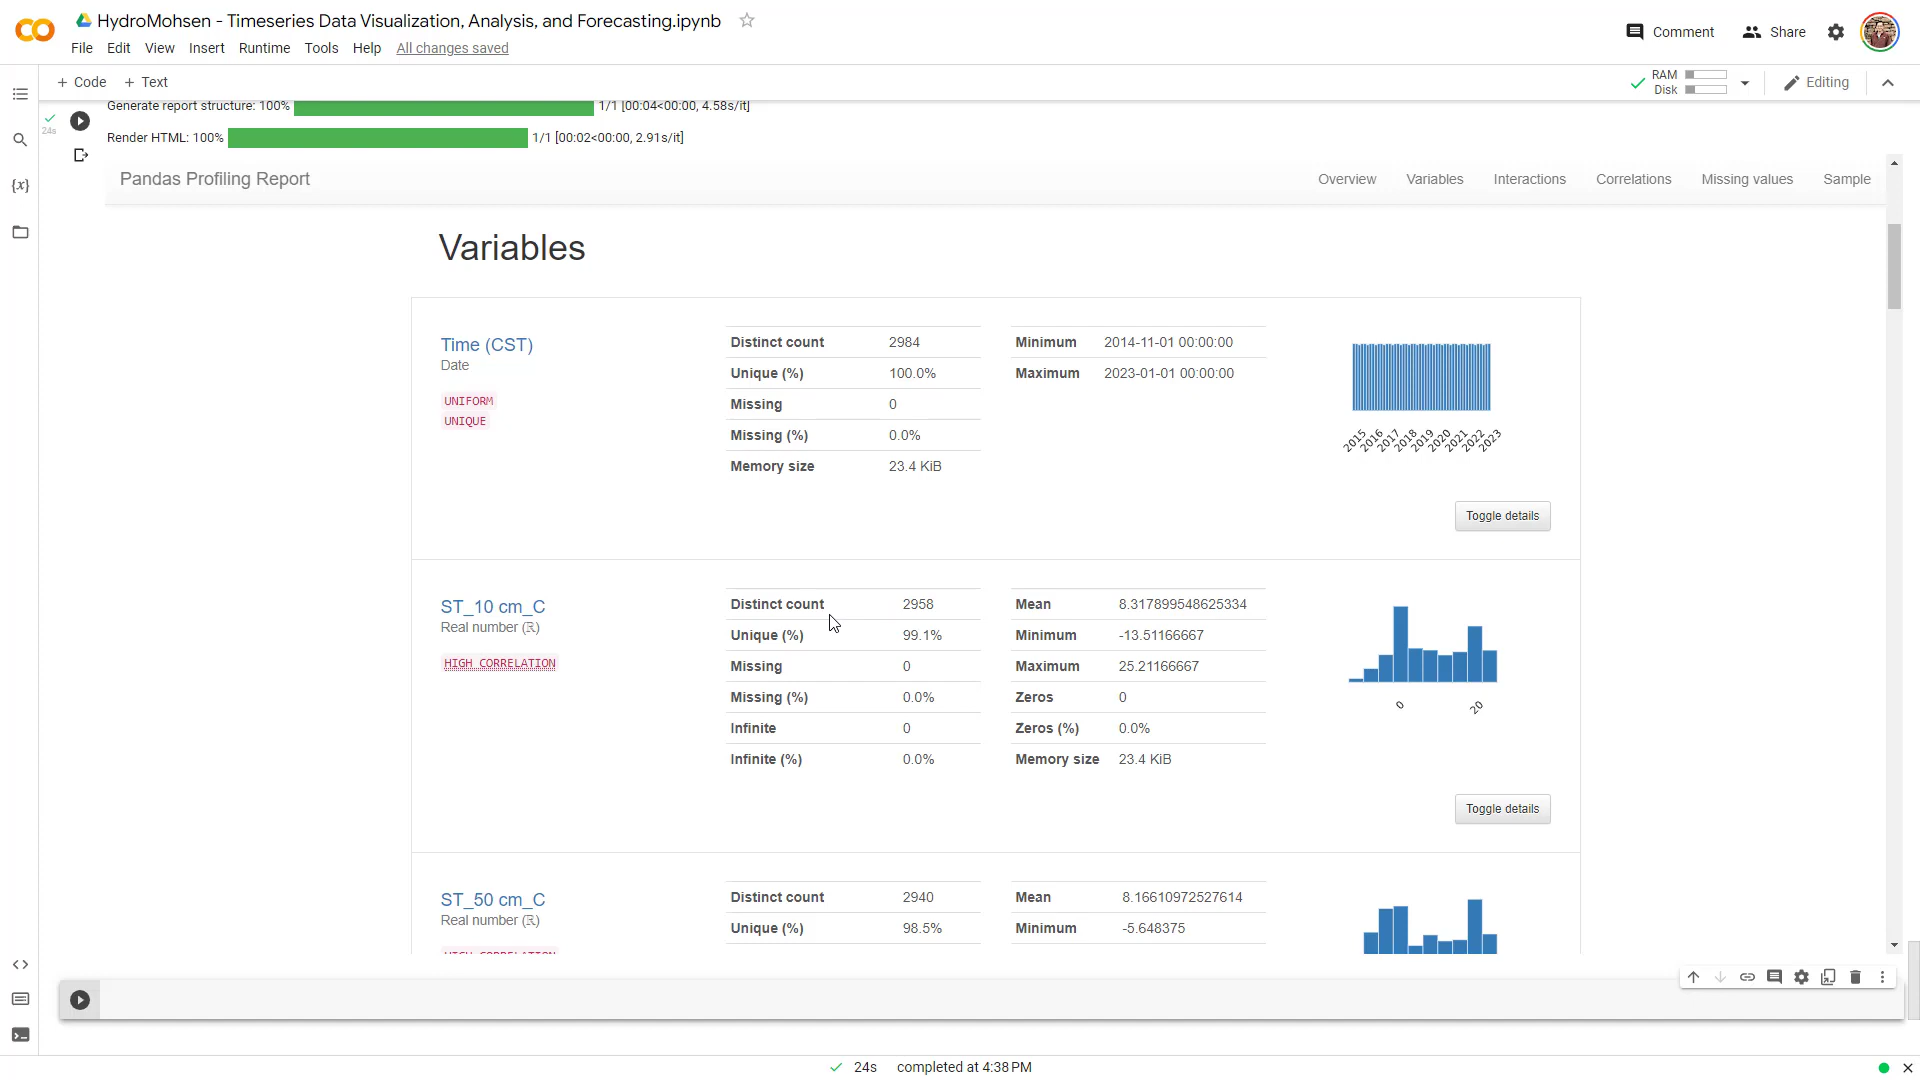 HydroMohsen - Timeseries Data Visualization, Analysis, and Forecasting.ipynb
File Edit View Insert Runtime Tools Help All changes saved
Comment Share
+ Code + Text
RAM
Disk
Editing
Generate report structure: 100% 1/1 [00:04<00:00, 4.58s/it]
24s
Render HTML: 100% 1/1 [00:02<00:00, 2.91s/it]
{x}
Pandas Profiling Report Overview Variables Interactions Correlations Missing values Sample
Variables
Time (CST)
Date
UNIFORM
UNIQUE
Distinct count 2984
Unique (%) 100.0%
Missing 0
Missing (%) 0.0%
Memory size 23.4 KiB
Minimum 2014-11-01 00:00:00
Maximum 2023-01-01 00:00:00
2015 2016 2017 2018 2019 2020 2021 2022 2023
Toggle details
ST_10 cm_C
Real number (ℝ)
HIGH CORRELATION
Distinct count 2958
Unique (%) 99.1%
Missing 0
Missing (%) 0.0%
Infinite 0
Infinite (%) 0.0%
Mean 8.317899548625334
Minimum -13.51166667
Maximum 25.21166667
Zeros 0
Zeros (%) 0.0%
Memory size 23.4 KiB
0 20
Toggle details
ST_50 cm_C
Real number (ℝ)
HIGH CORRELATION
Distinct count 2940
Unique (%) 98.5%
Mean 8.16610972527614
Minimum -5.648375
24s completed at 4:38 PM